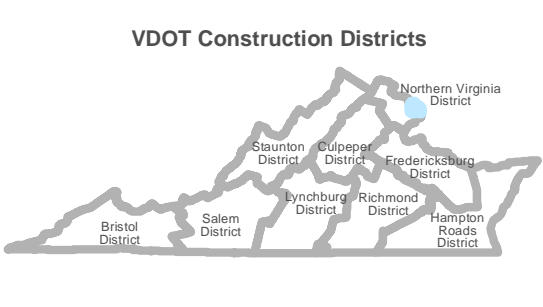 VDOT Construction Districts
Northern Virginia
District
Staunton
District
Culpeper
District
Fredericksburg
District
Lynchburg
District
Richmond
District
Hampton
Roads
District
Salem
District
Bristol
District